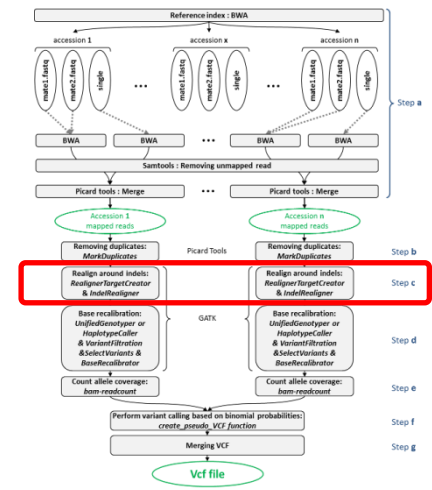 Reference index : BWA
accession 1
accession x
accession n
mate1.fastq
mate2.fastq
single
...
mate1.fastq
mate2.fastq
single
...
mate1.fastq
mate2.fastq
single
Step a
BWA
BWA
...
BWA
BWA
Samtools : Removing unmapped read
Picard tools : Merge
...
Picard tools : Merge
Accession 1
mapped reads
Accession n
mapped reads
Removing duplicates:
MarkDuplicates
Picard Tools
Removing duplicates:
MarkDuplicates
Step b
Realign around indels:
RealignerTargetCreator
& IndelRealigner
Realign around indels:
RealignerTargetCreator
& IndelRealigner
Step c
GATK
Base recalibration:
UnifiedGenotyper or
HaplotypeCaller
& VariantFiltration
&SelectVariants &
BaseRecalibrator
Base recalibration:
UnifiedGenotyper or
HaplotypeCaller
& VariantFiltration
&SelectVariants &
BaseRecalibrator
Step d
Count allele coverage:
bam-readcount
Count allele coverage:
bam-readcount
Step e
Perform variant calling based on binomial probabilities:
create_pseudo_VCF function
Step f
Merging VCF
Step g
Vcf file